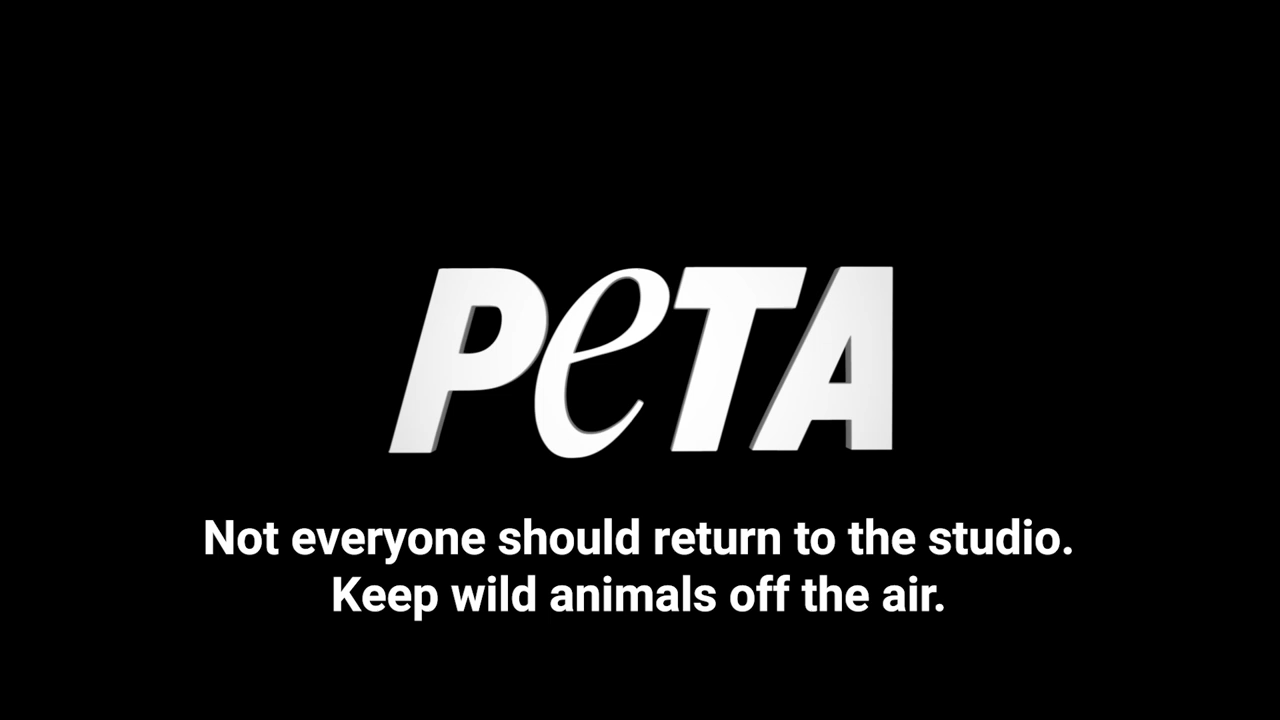 PeTA
Not everyone should return to the studio.
Keep wild animals off the air.